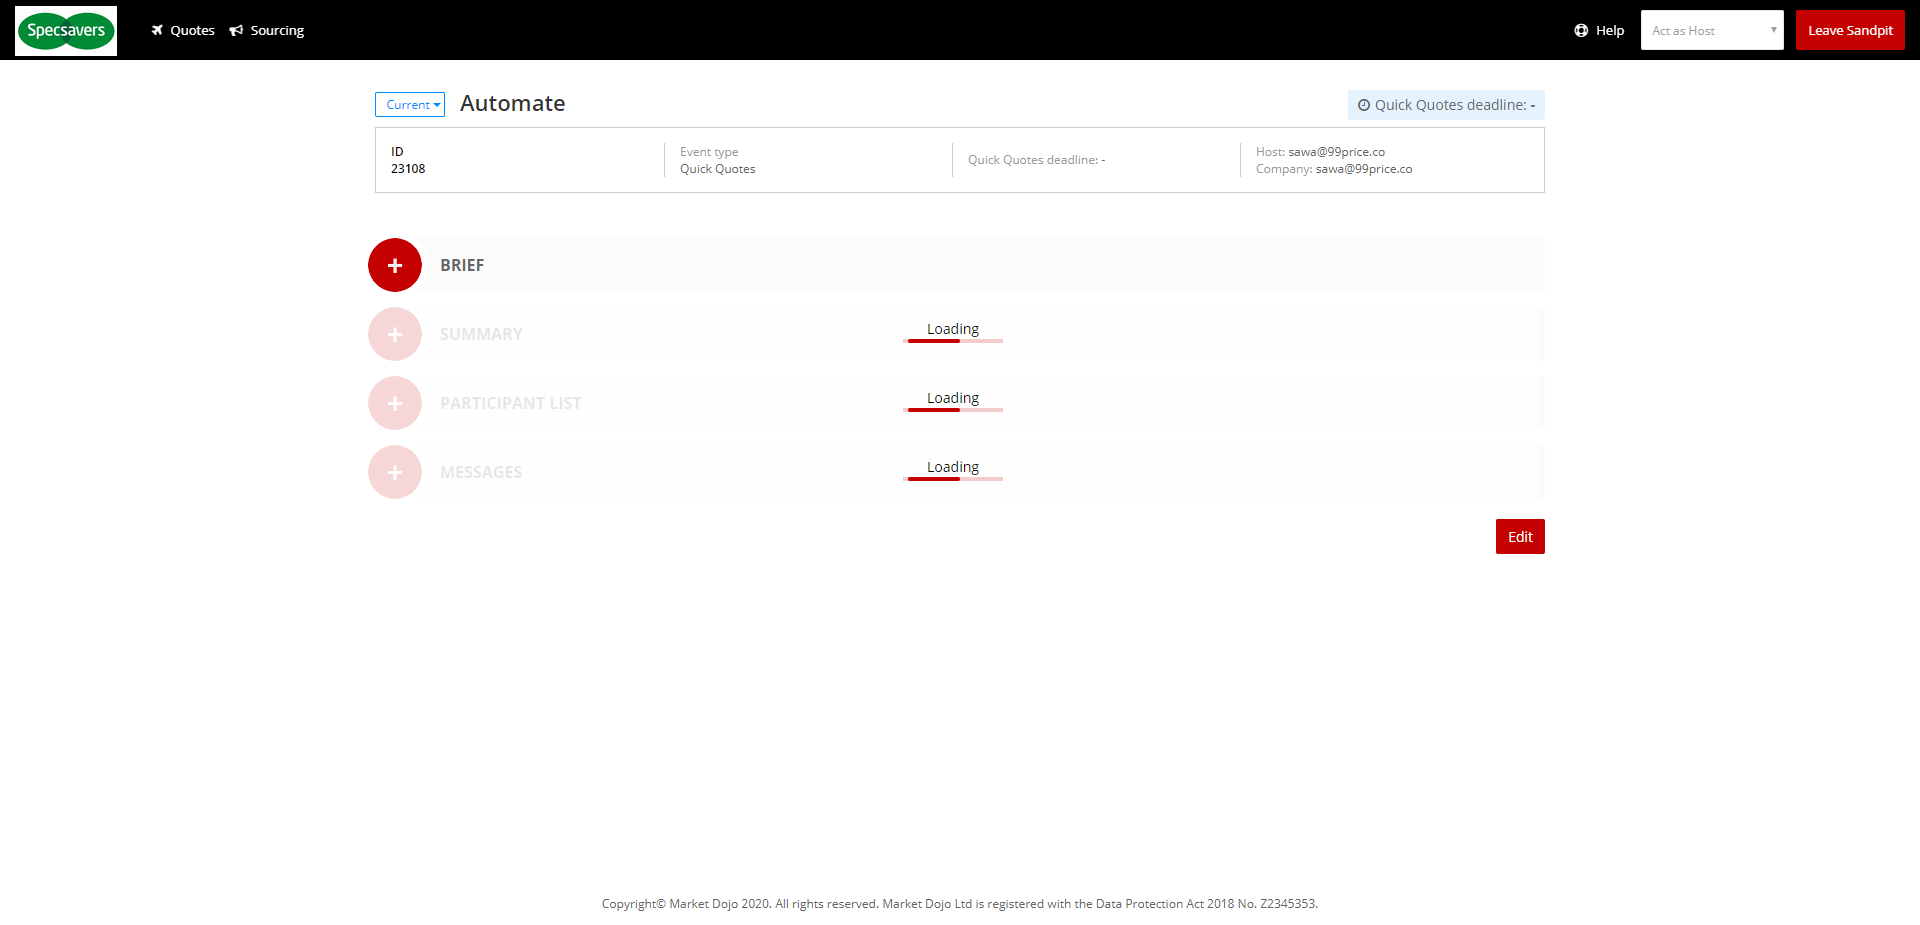 Specsavers
Quotes
Sourcing
Help
Act as Host
Leave Sandpit
Current
Automate
Quick Quotes deadline: -
ID
23108
Event type
Quick Quotes
Quick Quotes deadline: -
Host: sawa@99price.co
Company: sawa@99price.co
BRIEF
SUMMARY
Loading
PARTICIPANT LIST
Loading
MESSAGES
Loading
Edit
Copyright© Market Dojo 2020. All rights reserved. Market Dojo Ltd is registered with the Data Protection Act 2018 No. Z2345353.